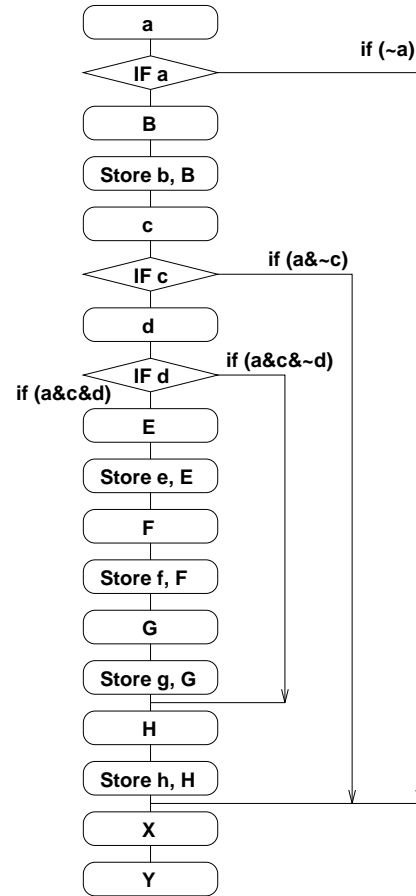 a
if (~a)
IF a
B
Store b, B
c
if (a&~c)
IF c
d
if (a&c&~d)
IF d
if (a&c&d)
E
Store e, E
F
Store f, F
G
Store g, G
H
Store h, H
X
Y